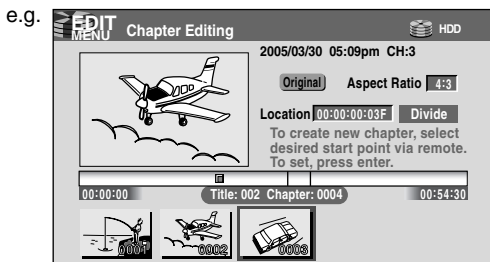 e.g.
EDIT
MENU
Chapter Editing
HDD
2005/03/30 05:09pm CH:3
Original Aspect Ratio 4:3
Location 00:00:00:03F Divide
To create new chapter, select
desired start point via remote.
To set, press enter.
00:00:00 Title: 002 Chapter: 0004 00:54:30
0001 0002 0003